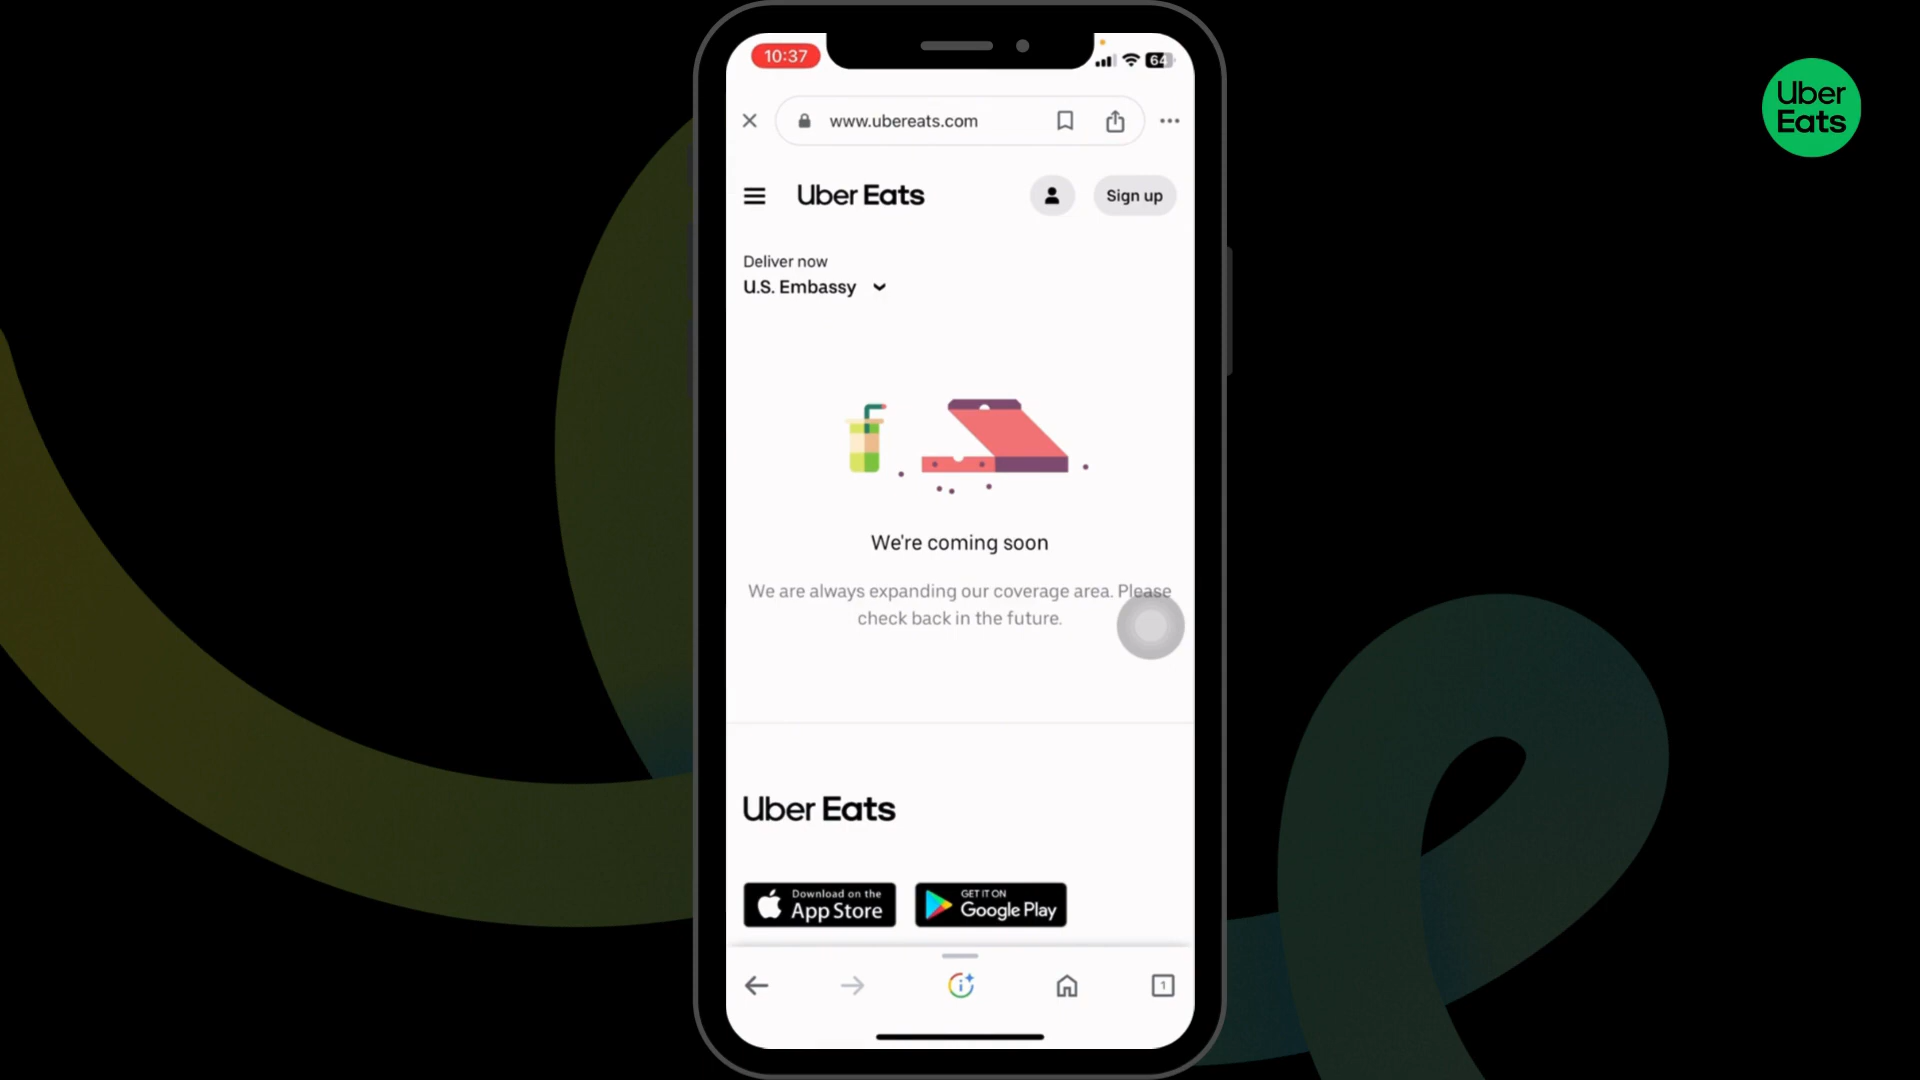 10:37
64
www.ubereats.com
Uber Eats
Sign up
Deliver now
U.S. Embassy
We're coming soon
We are always expanding our coverage area. Please
check back in the future.
Uber Eats
Download on the
App Store
GET IT ON
Google Play
1
Uber
Eats